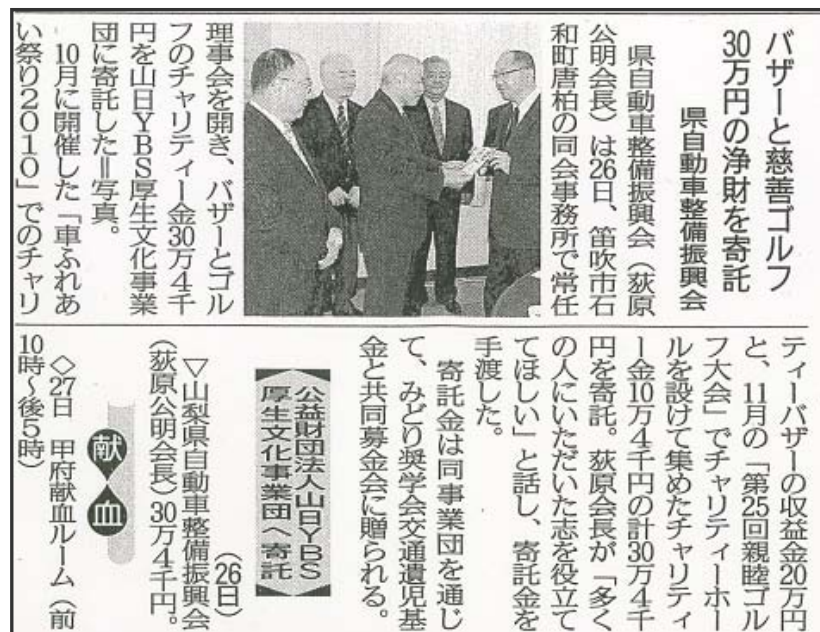 バザーと慈善ゴルフ
30万円の浄財を寄託
県自動車整備振興会
県自動車整備振興会(荻原
公明会長)は26日、笛吹市石
和町唐柏の同会事務所で常任
理事会を開き、バザーとゴル
フのチャリティー金30万4千
円を山日YBS厚生文化事業
団に寄託した=写真。
10月に開催した「車ふれあ
い祭り2010」でのチャリ
ティーバザーの収益金20万円
と、11月の「第25回親睦ゴル
フ大会」でチャリティーホー
ルを設けて集めたチャリティ
ー金10万4千円の計30万4千
円を寄託。荻原会長が「多く
の人にいただいた志を役立て
てほしい」と話し、寄託金を
手渡した。
寄託金は同事業団を通じ
て、みどり奨学会交通遺児基
金と共同募金会に贈られる。
公益財団法人山日YBS
厚生文化事業団へ寄託
(26日)
▽山梨県自動車整備振興会
(荻原公明会長)30万4千円。
献血
◇27日 甲府献血ルーム(前
10時~後5時)